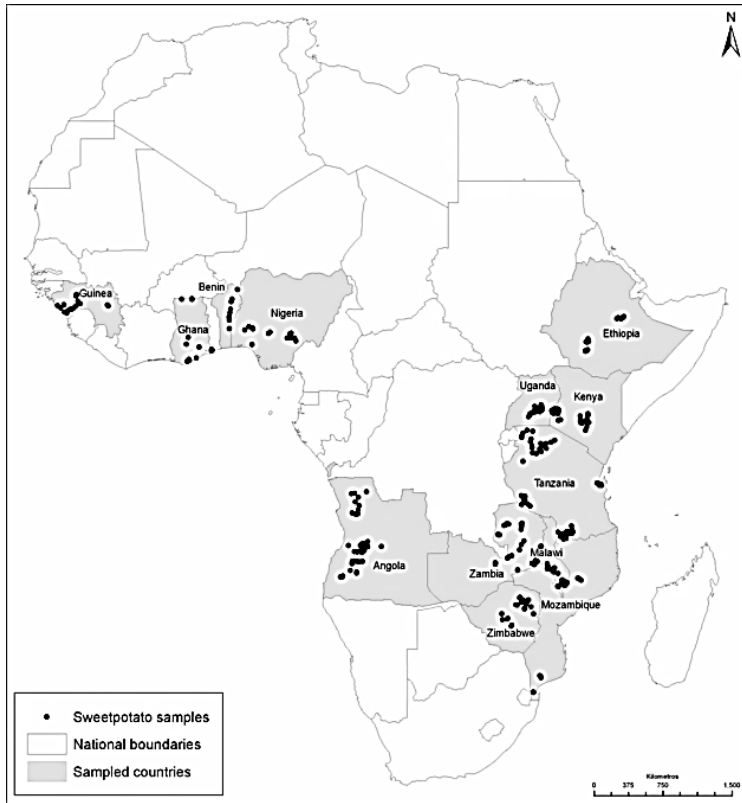 N
Guinea
Benin
Nigeria
Ghana
Ethiopia
Uganda
Kenya
Tanzania
Malawi
Angola
Zambia
Mozambique
Zimbabwe
Sweetpotato samples
National boundaries
Sampled countries
Kilometros
0 375 750 1.500